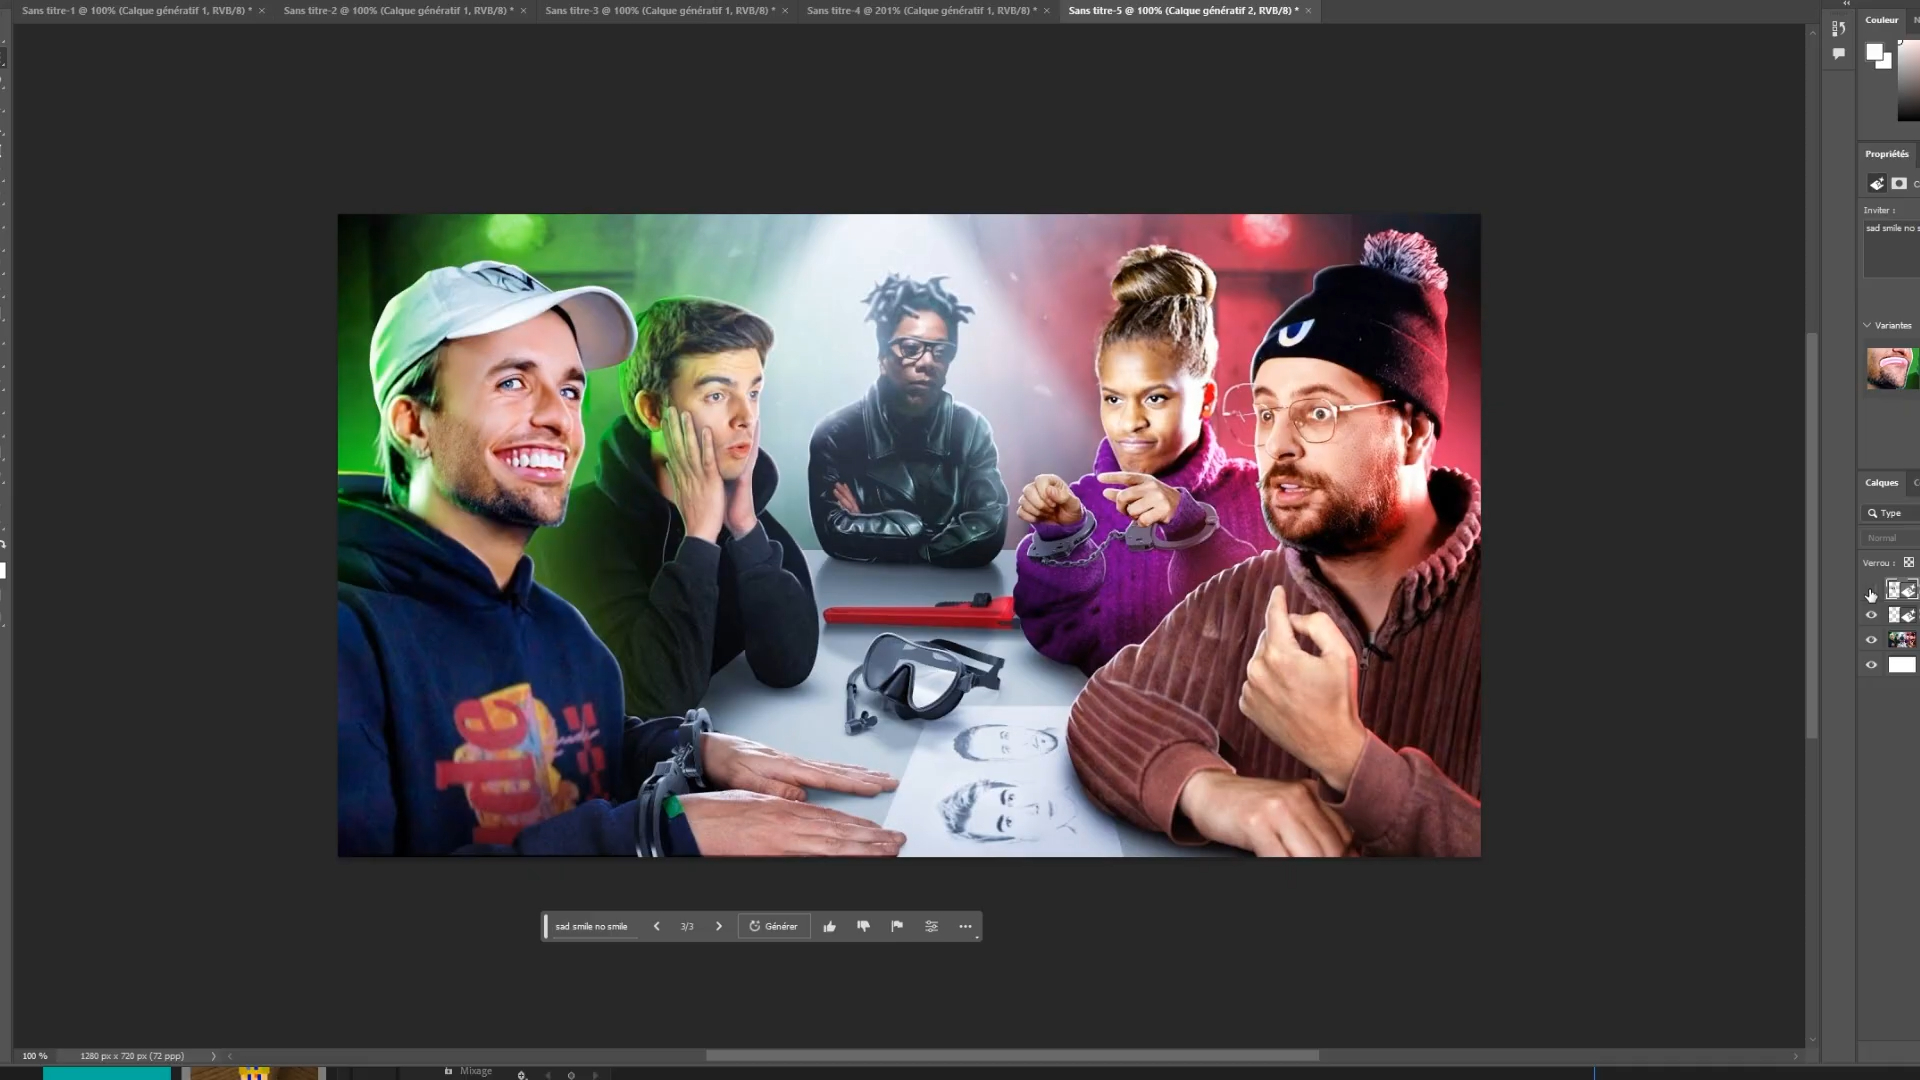 Sans titre-1 @ 100% (Calque génératif 1, RVB/8) *
Sans titre-2 @ 100% (Calque génératif 1, RVB/8) *
Sans titre-3 @ 100% (Calque génératif 1, RVB/8) *
Sans titre-4 @ 201% (Calque génératif 1, RVB/8) *
Sans titre-5 @ 100% (Calque génératif 2, RVB/8) *
Couleur
Propriétés
Inviter :
sad smile no s
Variantes
Calques
Type
Normal
Verrou :
sad smile no smile
3/3
Générer
100 %
1280 px x 720 px (72 ppp)
Mixage